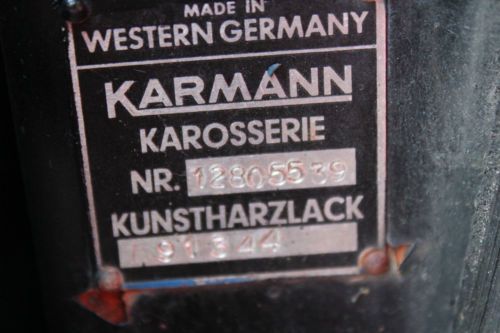 MADE IN
WESTERN GERMANY
KARMANN
KAROSSERIE
NR. 12805539
KUNSTHARZLACK
91344